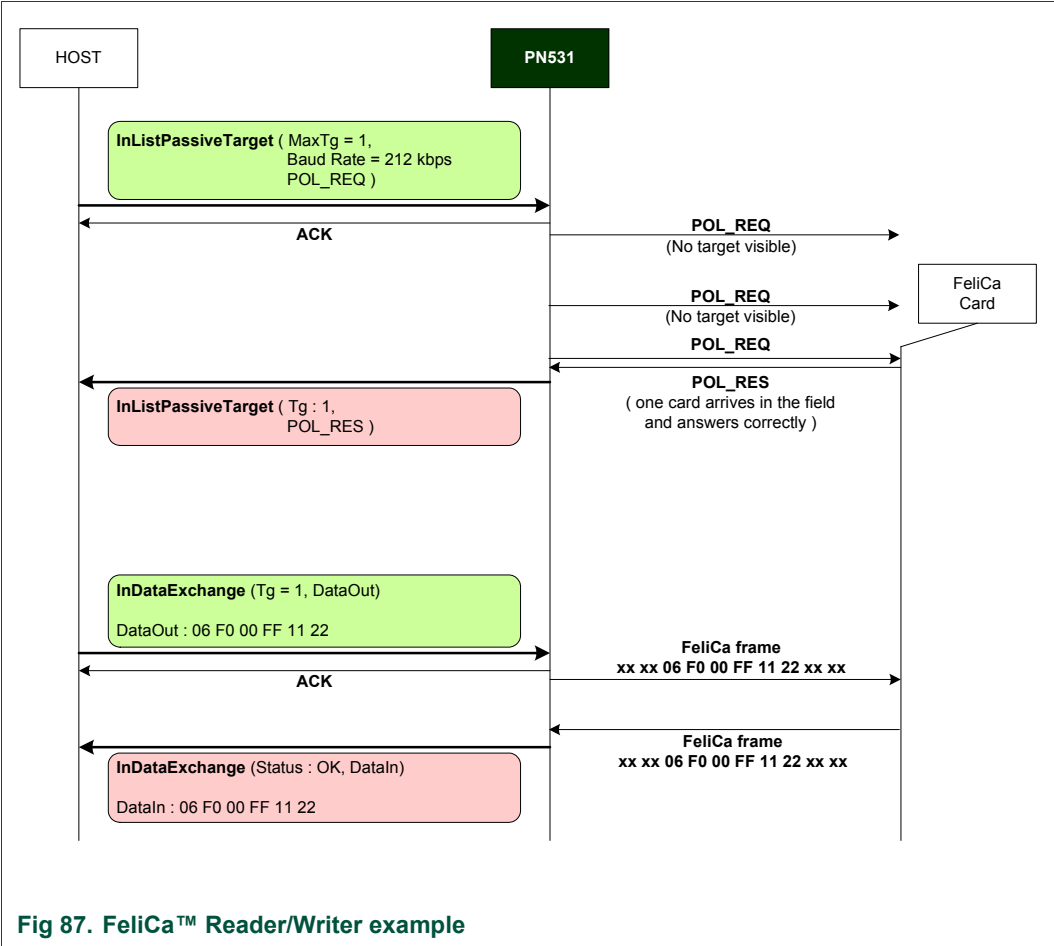 HOST
PN531
InListPassiveTarget ( MaxTg = 1,
Baud Rate = 212 kbps
POL_REQ )
ACK
POL_REQ
(No target visible)
FeliCa
Card
POL_REQ
(No target visible)
POL_REQ
POL_RES
( one card arrives in the field
and answers correctly )
InListPassiveTarget ( Tg : 1,
POL_RES )
InDataExchange (Tg = 1, DataOut)
DataOut : 06 F0 00 FF 11 22
ACK
FeliCa frame
xx xx 06 F0 00 FF 11 22 xx xx
FeliCa frame
xx xx 06 F0 00 FF 11 22 xx xx
InDataExchange (Status : OK, DataIn)
DataIn : 06 F0 00 FF 11 22
Fig 87. FeliCa™ Reader/Writer example